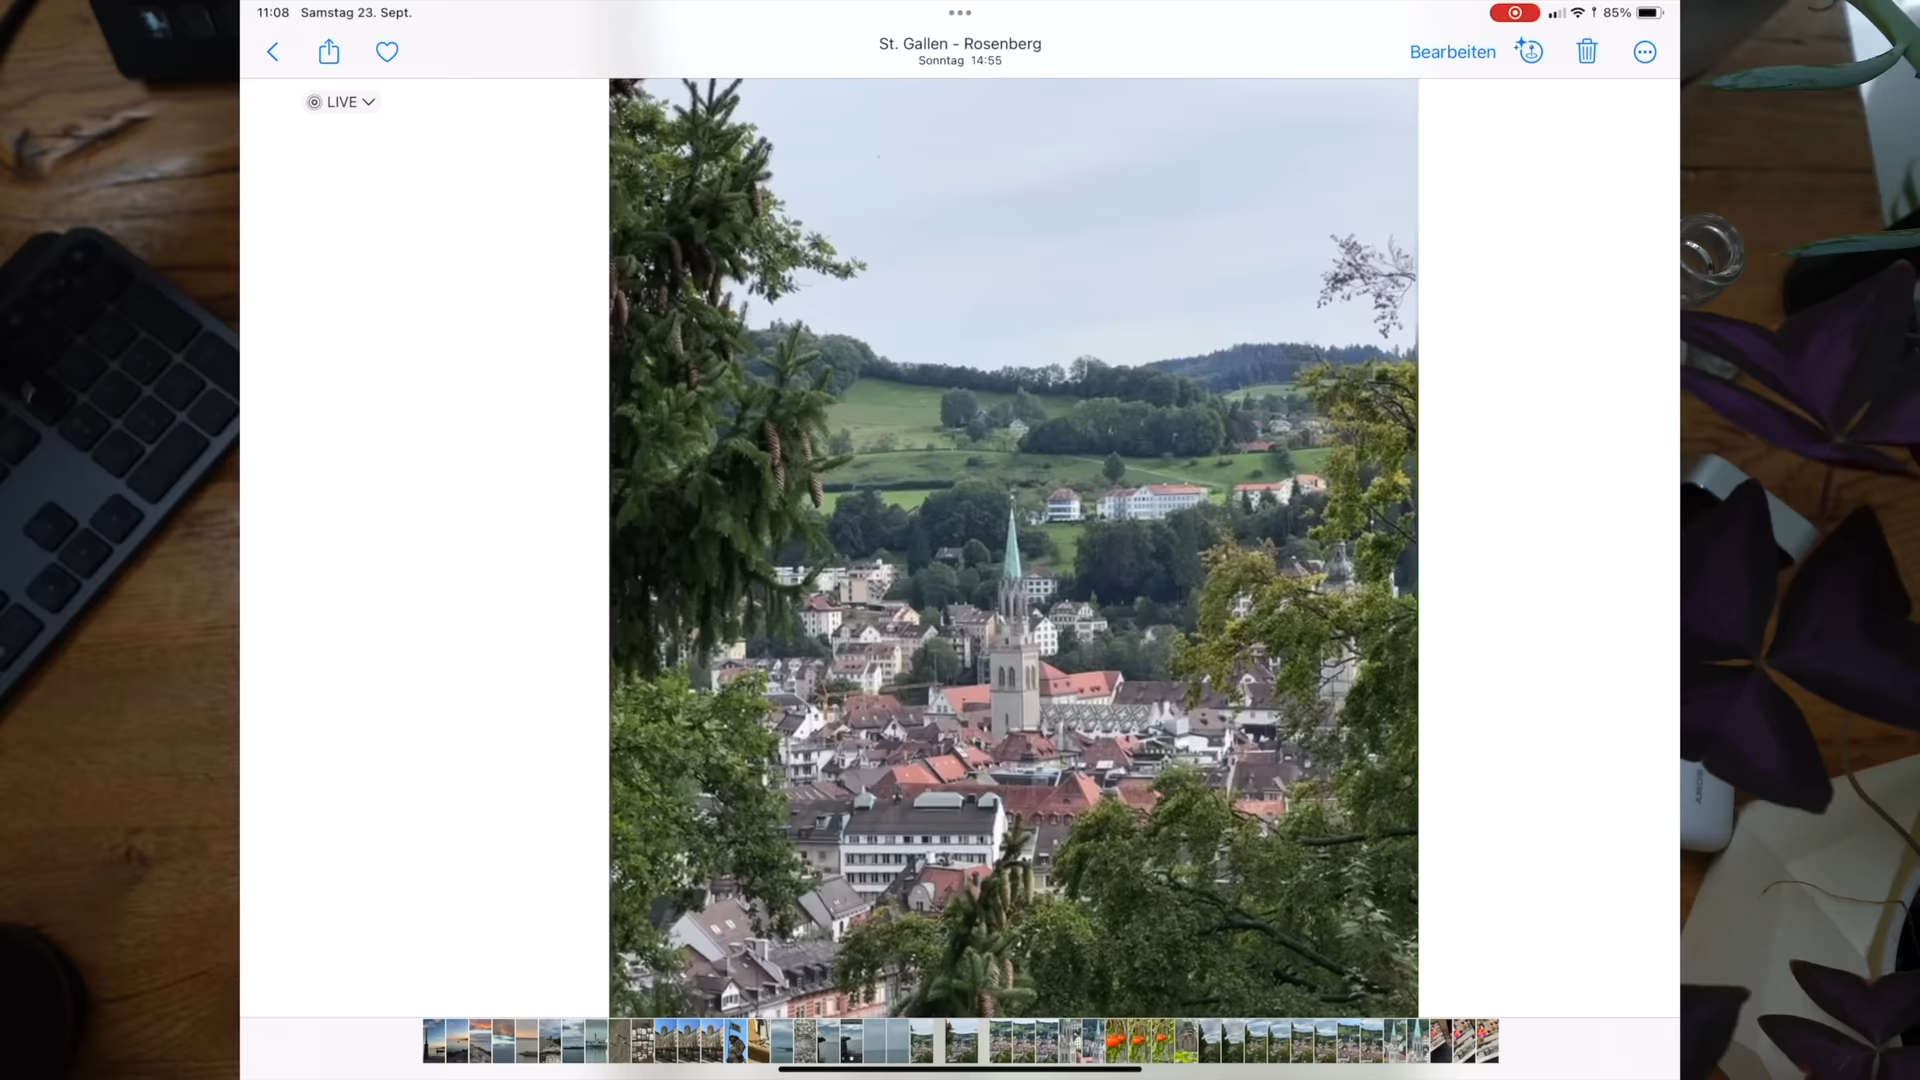 11:08 Samstag 23. Sept.
85%
St. Gallen - Rosenberg
Sonntag 14:55
Bearbeiten
LIVE